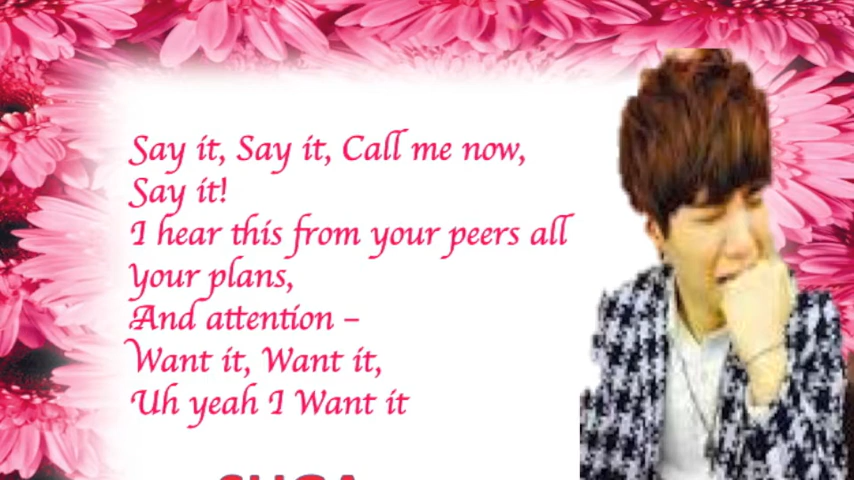 Say it, Say it, Call me now,
Say it!
I hear this from your peers all
your plans,
And attention –
Want it, Want it,
Uh yeah I Want it